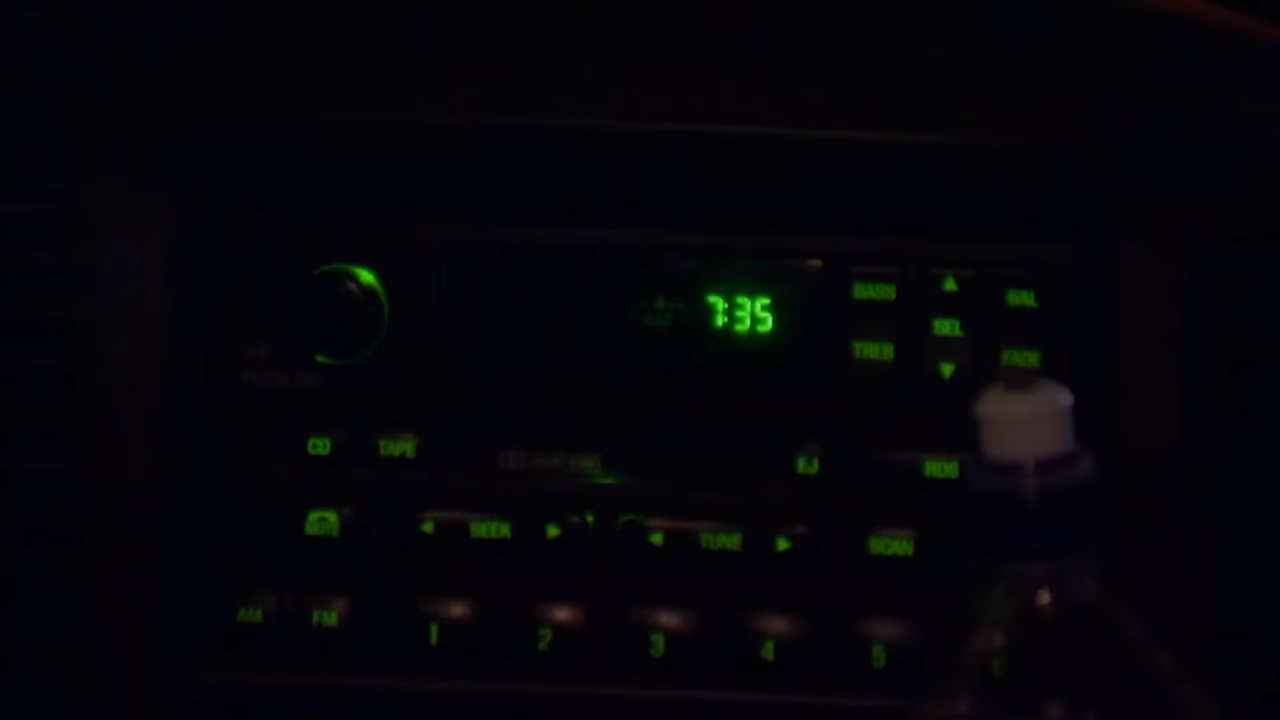 7:35
BASS
SEL
BAL
TREB
FADE
CD TAPE
EJ
RDS
SEEK
TUNE
SCAN
AM FM
1 2 3 4 5